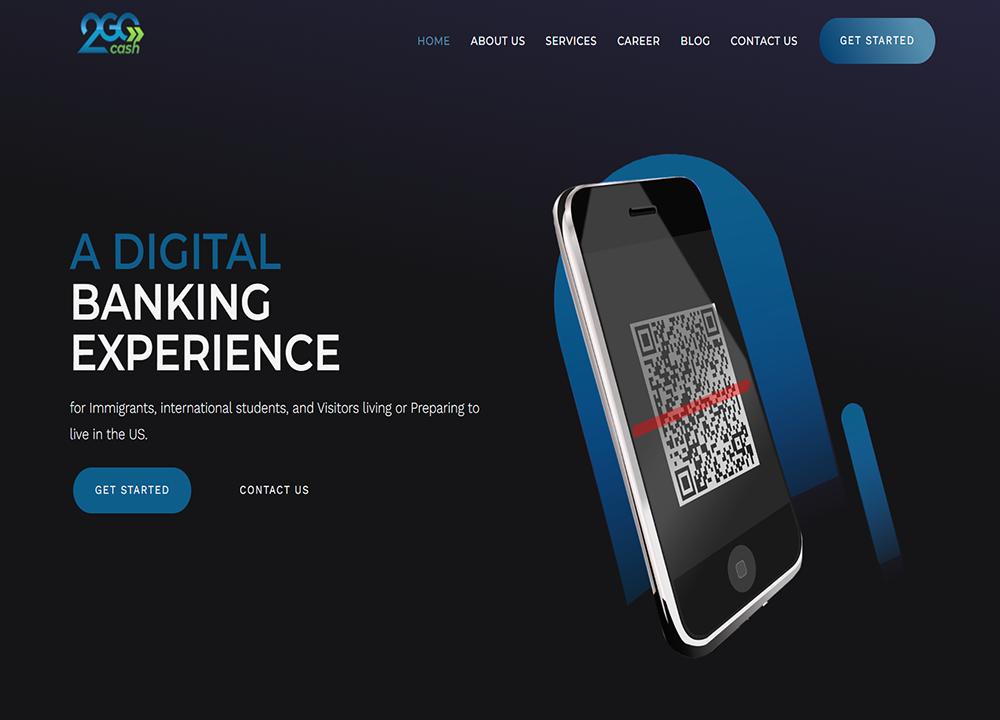 2GO
cash
HOME
ABOUT US
SERVICES
CAREER
BLOG
CONTACT US
GET STARTED
A DIGITAL
BANKING
EXPERIENCE
for Immigrants, international students, and Visitors living or Preparing to
live in the US.
GET STARTED
CONTACT US